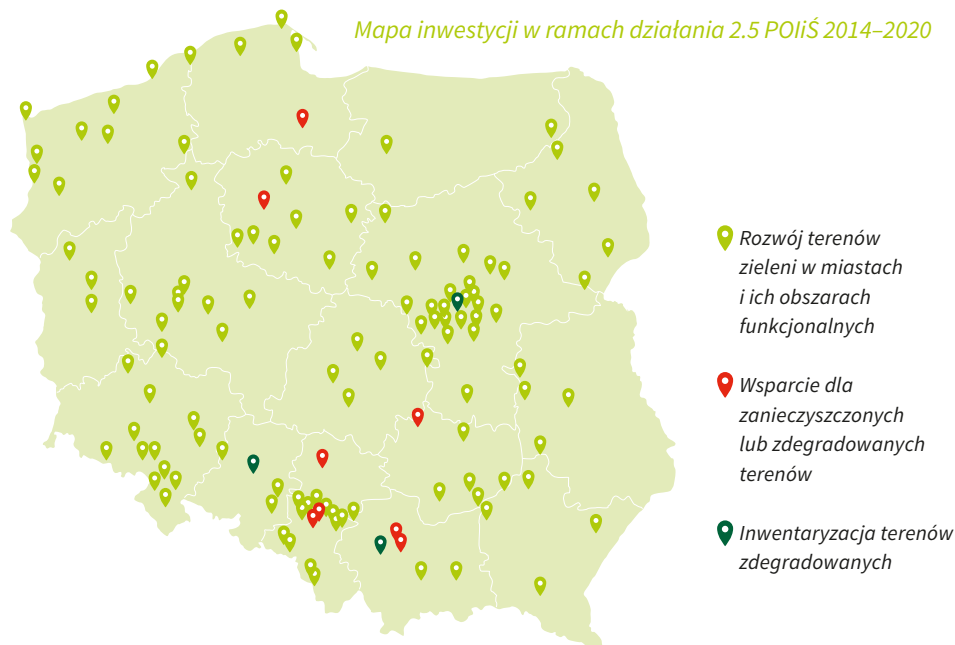 Mapa inwestycji w ramach działania 2.5 POIiŚ 2014–2020
Rozwój terenów
zieleni w miastach
i ich obszarach
funkcjonalnych
Wsparcie dla
zanieczyszczonych
lub zdegradowanych
terenów
Inwentaryzacja terenów
zdegradowanych